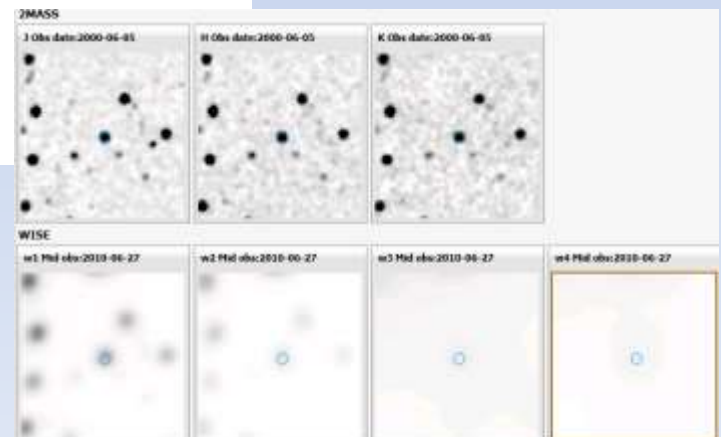 2MASS
J Obs date:2000-06-05
H Obs date:2000-06-05
K Obs date:2000-06-05
WISE
w1 Mid obs:2010-06-27
w2 Mid obs:2010-06-27
w3 Mid obs:2010-06-27
w4 Mid obs:2010-06-27